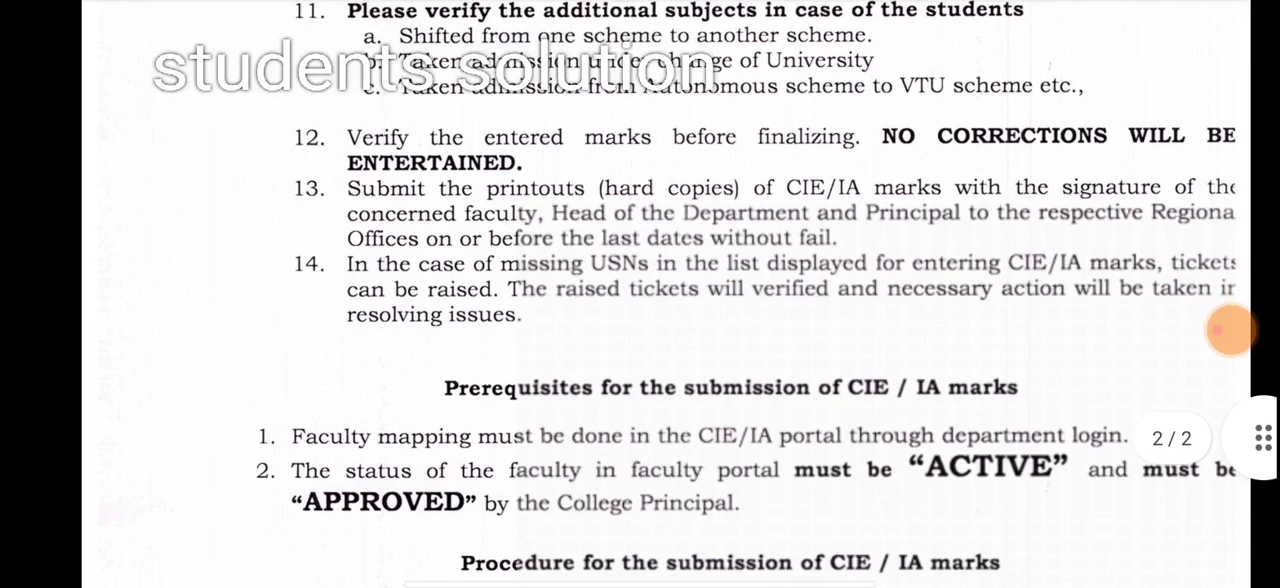 11. Please verify the additional subjects in case of the students
a. Shifted from one scheme to another scheme.
students solution
b. Taken admission under change of University
c. Taken admission from Autonomous scheme to VTU scheme etc.,
12. Verify the entered marks before finalizing. NO CORRECTIONS WILL BE
ENTERTAINED.
13. Submit the printouts (hard copies) of CIE/IA marks with the signature of the
concerned faculty, Head of the Department and Principal to the respective Regiona
Offices on or before the last dates without fail.
14. In the case of missing USNs in the list displayed for entering CIE/IA marks, tickets
can be raised. The raised tickets will verified and necessary action will be taken in
resolving issues.
Prerequisites for the submission of CIE / IA marks
1. Faculty mapping must be done in the CIE/IA portal through department login.
2/2
2. The status of the faculty in faculty portal must be “ACTIVE” and must be
“APPROVED” by the College Principal.
Procedure for the submission of CIE / IA marks